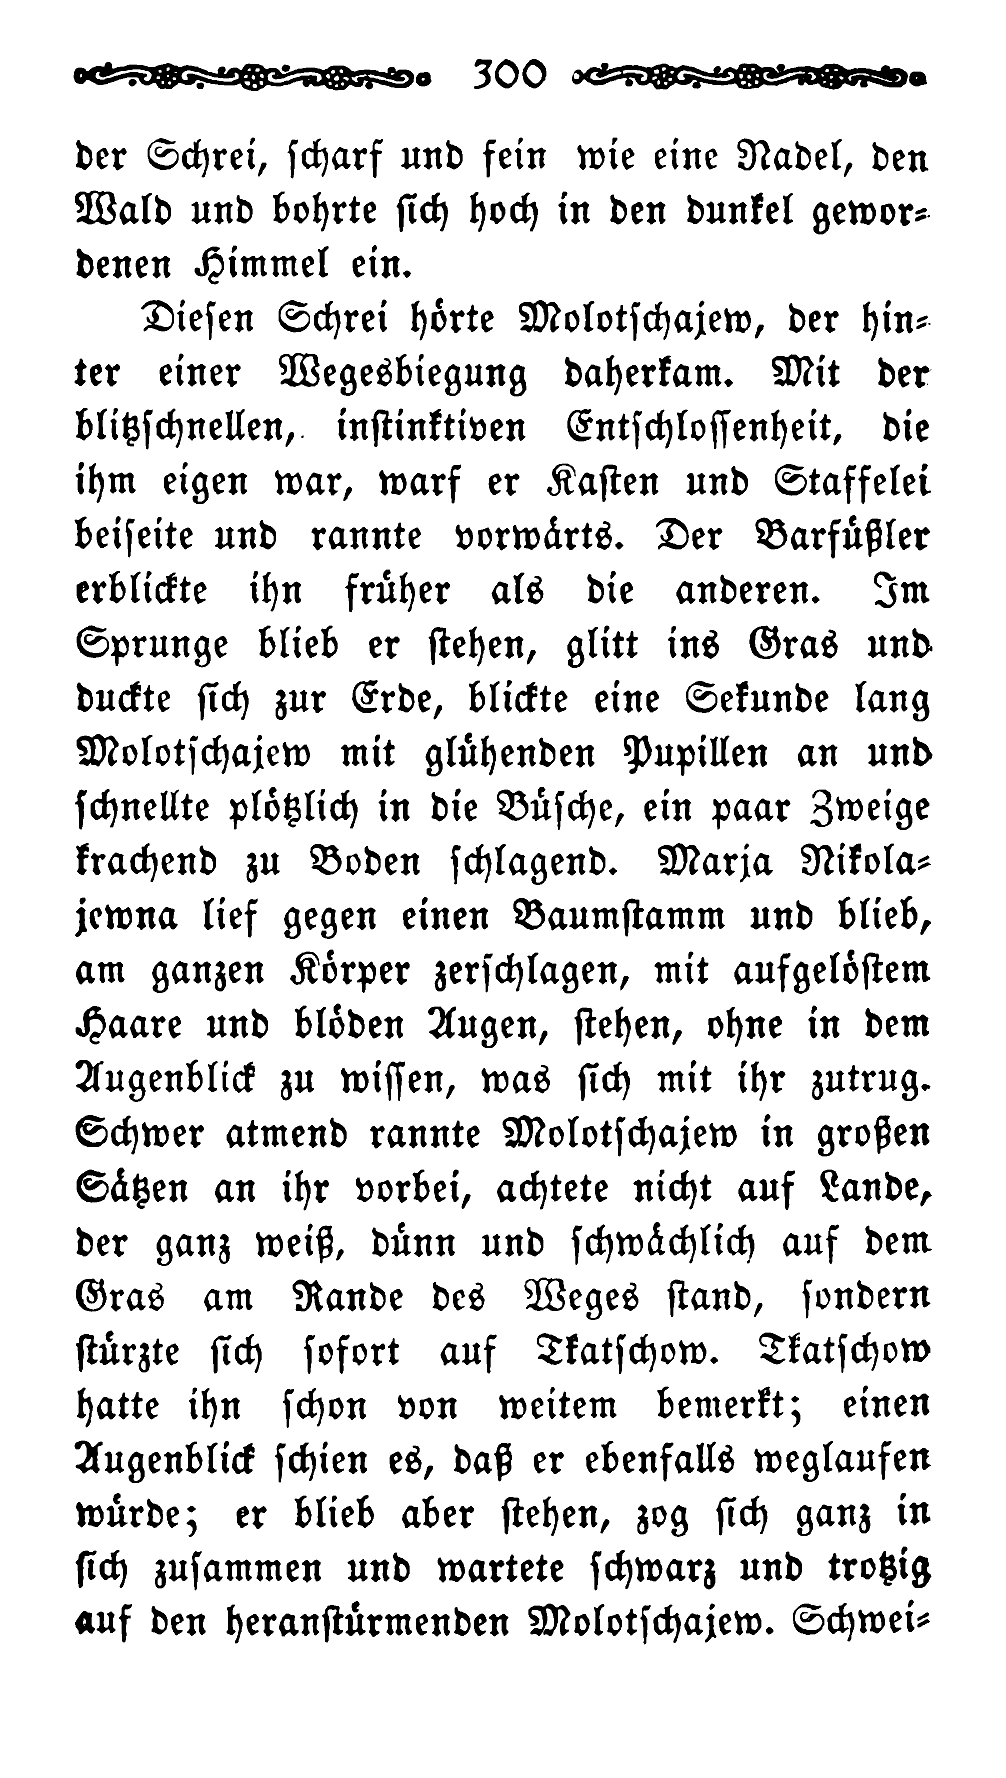 300
der Schrei, scharf und fein wie eine Nadel, den
Wald und bohrte sich hoch in den dunkel gewor-
denen Himmel ein.
Diesen Schrei hörte Molotschajew, der hin-
ter einer Wegesbiegung daherkam. Mit der
blitzschnellen, instinktiven Entschlossenheit, die
ihm eigen war, warf er Kasten und Staffelei
beiseite und rannte vorwärts. Der Barfüßler
erblickte ihn früher als die anderen. Im
Sprunge blieb er stehen, glitt ins Gras und
duckte sich zur Erde, blickte eine Sekunde lang
Molotschajew mit glühenden Pupillen an und
schnellte plötzlich in die Büsche, ein paar Zweige
krachend zu Boden schlagend. Marja Nikola-
jewna lief gegen einen Baumstamm und blieb,
am ganzen Körper zerschlagen, mit aufgelöstem
Haare und blöden Augen, stehen, ohne in dem
Augenblick zu wissen, was sich mit ihr zutrug.
Schwer atmend rannte Molotschajew in großen
Sätzen an ihr vorbei, achtete nicht auf Lande,
der ganz weiß, dünn und schwächlich auf dem
Gras am Rande des Weges stand, sondern
stürzte sich sofort auf Tkatschow. Tkatschow
hatte ihn schon von weitem bemerkt; einen
Augenblick schien es, daß er ebenfalls weglaufen
würde; er blieb aber stehen, zog sich ganz in
sich zusammen und wartete schwarz und trotzig
auf den heranstürmenden Molotschajew. Schwei-